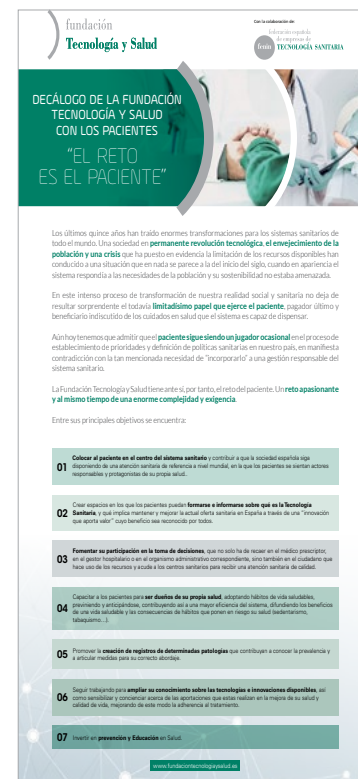 fundación
Tecnología y Salud
Con la colaboración de:
federación española
de empresas de
fenin TECNOLOGÍA SANITARIA
DECÁLOGO DE LA FUNDACIÓN
TECNOLOGÍA Y SALUD
CON LOS PACIENTES
“EL RETO
ES EL PACIENTE”
Los últimos quince años han traído enormes transformaciones para los sistemas sanitarios de
todo el mundo. Una sociedad en permanente revolución tecnológica, el envejecimiento de la
población y una crisis que ha puesto en evidencia la limitación de los recursos disponibles han
conducido a una situación que en nada se parece a la del inicio del siglo, cuando en apariencia el
sistema respondía a las necesidades de la población y su sostenibilidad no estaba amenazada.
En este intenso proceso de transformación de nuestra realidad social y sanitaria no deja de
resultar sorprendente el todavía limitadísimo papel que ejerce el paciente, pagador último y
beneficiario indiscutido de los cuidados en salud que el sistema es capaz de dispensar.
Aún hoy tenemos que admitir que el paciente sigue siendo un jugador ocasional en el proceso de
establecimiento de prioridades y definición de políticas sanitarias en nuestro país, en manifiesta
contradicción con la tan mencionada necesidad de “incorporarlo” a una gestión responsable del
sistema sanitario.
La Fundación Tecnología y Salud tiene ante sí, por tanto, el reto del paciente. Un reto apasionante
y al mismo tiempo de una enorme complejidad y exigencia.
Entre sus principales objetivos se encuentra:
01 Colocar al paciente en el centro del sistema sanitario y contribuir a que la sociedad española siga
disponiendo de una atención sanitaria de referencia a nivel mundial, en la que los pacientes se sientan actores
responsables y protagonistas de su propia salud..
02 Crear espacios en los que los pacientes puedan formarse e informarse sobre qué es la Tecnología
Sanitaria, y qué implica mantener y mejorar la actual oferta sanitaria en España a través de una “innovación
que aporta valor” cuyo beneficio sea reconocido por todos.
03 Fomentar su participación en la toma de decisiones, que no solo ha de recaer en el médico prescriptor,
en el gestor hospitalario o en el organismo administrativo correspondiente, sino también en el ciudadano que
hace uso de los recursos y acude a los centros sanitarios para recibir una atención sanitaria de calidad.
04 Capacitar a los pacientes para ser dueños de su propia salud, adoptando hábitos de vida saludables,
previniendo y anticipándose, contribuyendo así a una mayor eficiencia del sistema, difundiendo los beneficios
de una vida saludable y las consecuencias de hábitos que ponen en riesgo su salud (sedentarismo,
tabaquismo...).
05 Promover la creación de registros de determinadas patologías que contribuyan a conocer la prevalencia y
a articular medidas para su correcto abordaje.
06 Seguir trabajando para ampliar su conocimiento sobre las tecnologías e innovaciones disponibles, así
como sensibilizar y concienciar acerca de las aportaciones que estas realizan en la mejora de su salud y
calidad de vida, mejorando de este modo la adherencia al tratamiento.
07 Invertir en prevención y Educación en Salud.
www.fundaciontecnologiaysalud.es